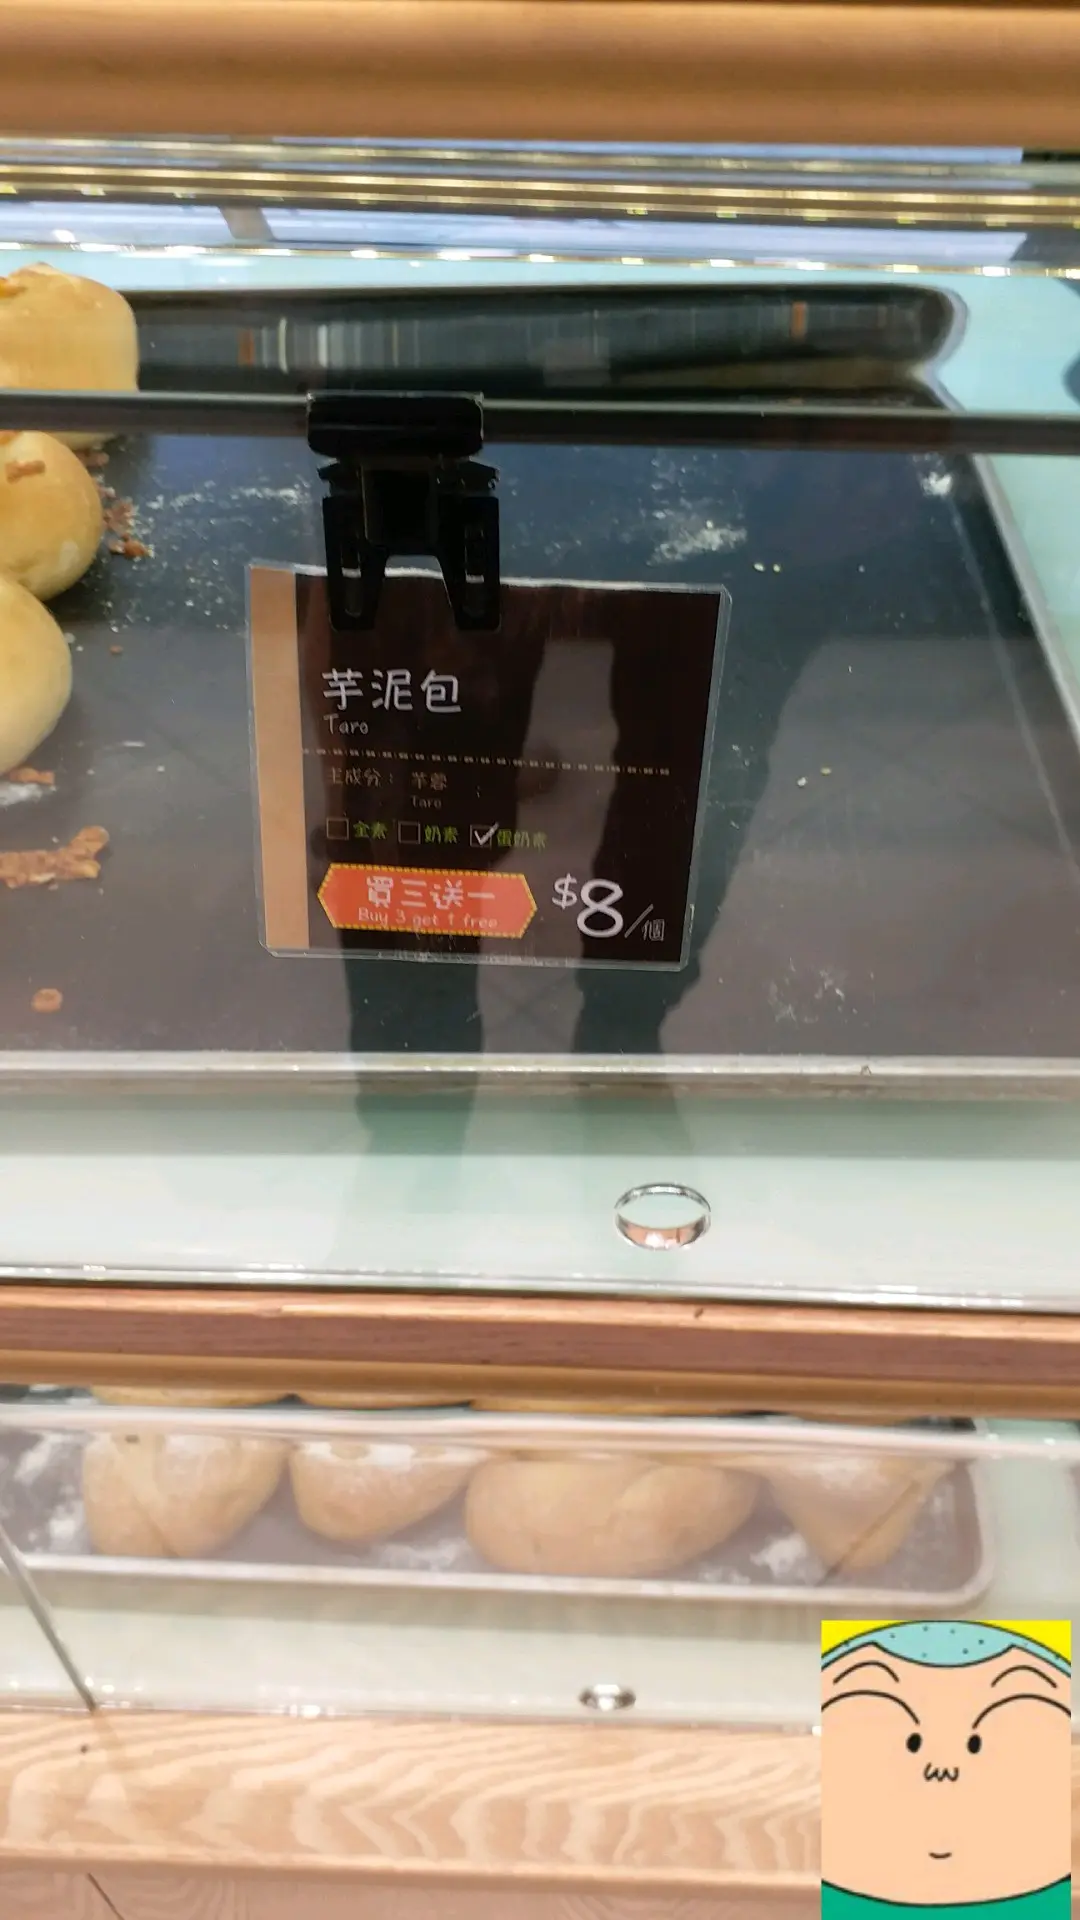 芋泥包
Taro
主成分： 芋蓉
Taro
全素 奶素 蛋奶素
買三送一
Buy 3 get 1 free
$8/個